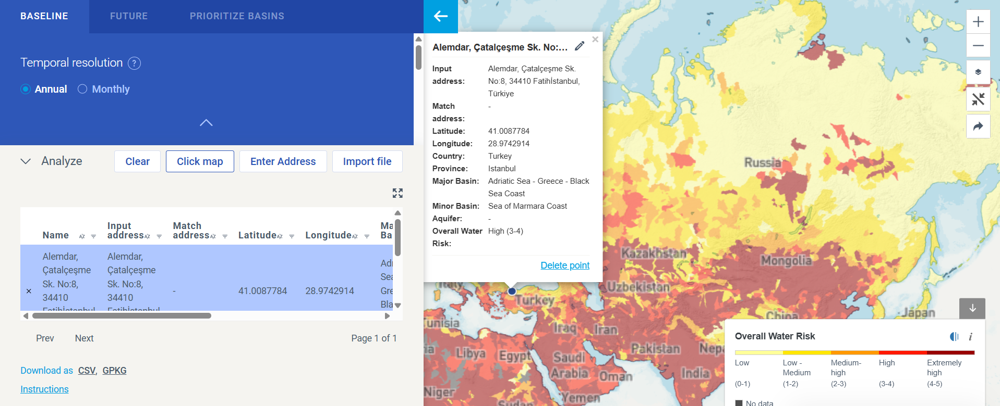 BASELINE
FUTURE
PRIORITIZE BASINS
Temporal resolution ?
Annual
Monthly
Analyze
Clear
Click map
Enter Address
Import file
Name
Input
address
Match
address
Latitude
Longitude
Ma
Ba
Alemdar,
Çatalçeşme
Sk. No:8,
34410
Fatihİstanbul
Alemdar,
Çatalçeşme
Sk. No:8,
34410
Fatihİstanbul
-
41.0087784
28.9742914
Adr
Sea
Gre
Bla
Prev
Next
Page 1 of 1
Download as CSV, GPKG
Instructions
Alemdar, Çatalçeşme Sk. No:...
Input address: Alemdar, Çatalçeşme Sk.
No:8, 34410 Fatihİstanbul,
Türkiye
Match address: -
Latitude: 41.0087784
Longitude: 28.9742914
Country: Turkey
Province: Istanbul
Major Basin: Adriatic Sea - Greece - Black
Sea Coast
Minor Basin: Sea of Marmara Coast
Aquifer: -
Overall Water Risk: High (3-4)
Delete point
Russia
Kazakhstan
Mongolia
Uzbekistan
Italy
Turkey
China
Japan
Tunisia
Iraq
Iran
Pakistan
Nep
ia
Libya
Egypt
Saudi
Arabia
Oman
India
Niger
Sudan
Yemen
Overall Water Risk
i
Low
(0-1)
Low -
Medium
(1-2)
Medium-
high
(2-3)
High
(3-4)
Extremely
high
(4-5)
No data